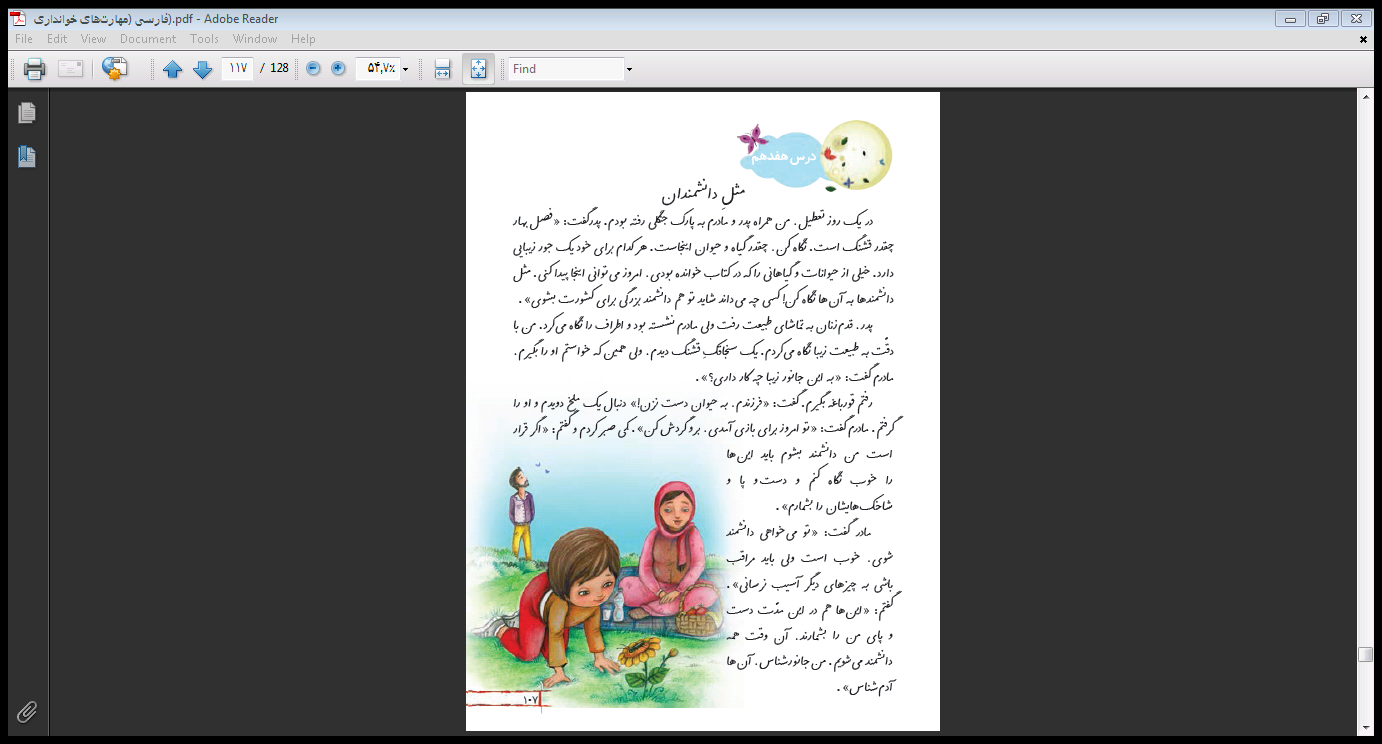 فارسی (مهارت‌های خوانداری).pdf - Adobe Reader
File Edit View Document Tools Window Help
۱۱۷ / 128 ۵۴,۷% Find
درس هفدهم
مثلِ دانشمندان
در یک روز تعطیل، من همراه پدر و مادرم به پارک جنگلی رفته بودم. پدر گفت: «فصل بهار
چقدر قشنگ است. نگاه کن، چقدر گیاه و حیوان اینجاست. هر کدام برای خود یک جور زیبایی
دارد. خیلی از حیوانات و گیاهانی را که در کتاب خوانده بودی، امروز می‌توانی اینجا پیدا کنی. مثل
دانشمندها به آن‌ها نگاه کن! کسی چه می‌داند شاید تو هم دانشمند بزرگی برای کشورت بشوی».
پدر، قدم‌زنان به تماشای طبیعت رفت ولی مادرم نشسته بود و اطراف را نگاه می‌کرد. من با
دقّت به طبیعت زیبا نگاه می‌کردم. یک سنجاقکِ قشنگ دیدم. ولی همین که خواستم او را بگیرم،
مادرم گفت: «به این جانور زیبا چه کار داری؟».
رفتم قورباغه بگیرم. گفت: «فرزندم، به حیوان دست نزن!» دنبال یک ملخ دویدم و او را
گرفتم. مادرم گفت: «تو امروز برای بازی آمدی، برو گردش کن». کمی صبر کردم و گفتم: «اگر قرار
است من دانشمند بشوم باید این‌ها
را خوب نگاه کنم و دست و پا و
شاخک‌هایشان را بشمارم».
مادر گفت: «تو می‌خواهی دانشمند
شوی، خوب است ولی باید مراقب
باشی به چیزهای دیگر آسیب نرسانی».
گفتم: «این‌ها هم در این مدّت دست
و پای من را بشمارند. آن وقت همه
دانشمند می‌شویم. من جانورشناس، آن‌ها
آدم‌شناس».
۱۰۷